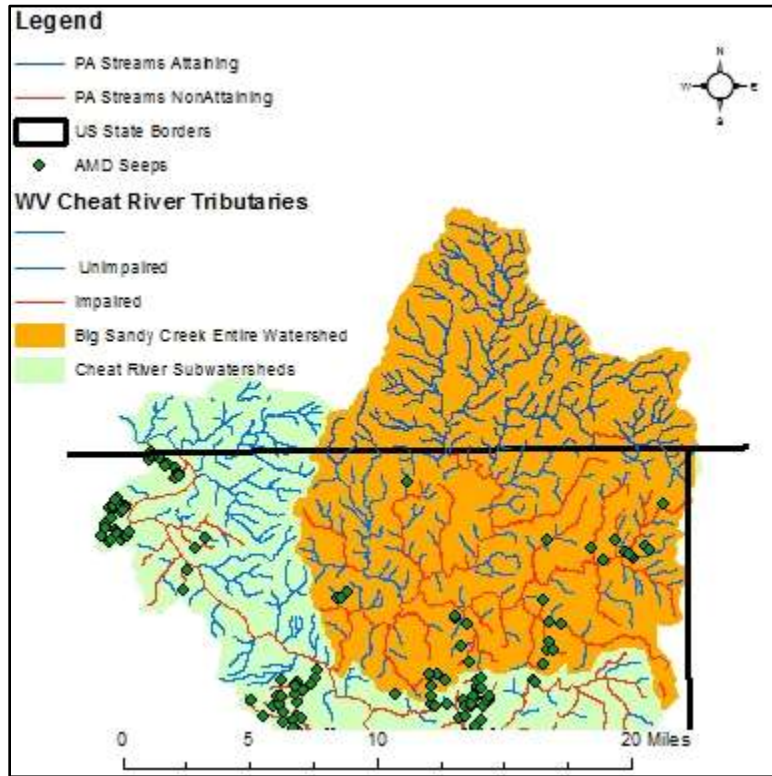 Legend
PA Streams Attaining
PA Streams NonAttaining
US State Borders
AMD Seeps
WV Cheat River Tributaries
Unimpaired
Impaired
Big Sandy Creek Entire Watershed
Cheat River Subwatersheds
N
W E
S
0 5 10 20 Miles